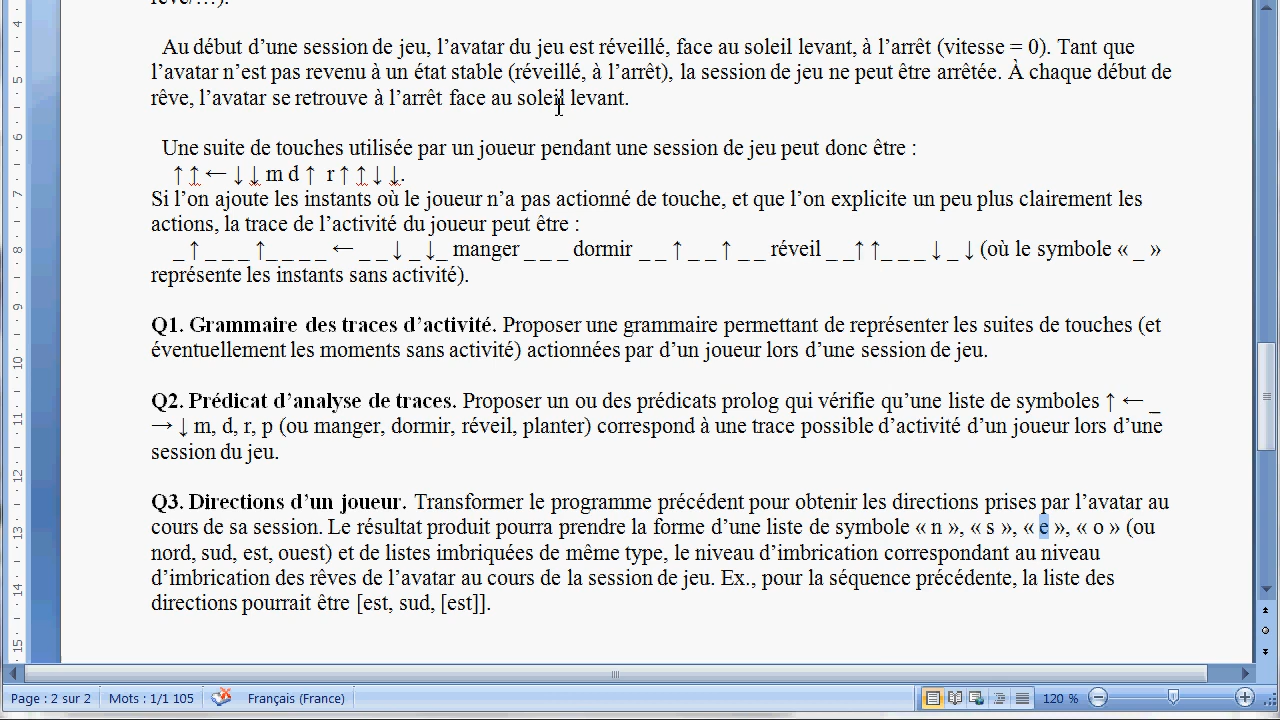 rêve/…).
Au début d’une session de jeu, l’avatar du jeu est réveillé, face au soleil levant, à l’arrêt (vitesse = 0). Tant que
l’avatar n’est pas revenu à un état stable (réveillé, à l’arrêt), la session de jeu ne peut être arrêtée. À chaque début de
rêve, l’avatar se retrouve à l’arrêt face au soleil levant.
Une suite de touches utilisée par un joueur pendant une session de jeu peut donc être :
↑ ↑ ← ↓ ↓ m d ↑ r ↑ ↑ ↓ ↓.
Si l’on ajoute les instants où le joueur n’a pas actionné de touche, et que l’on explicite un peu plus clairement les
actions, la trace de l’activité du joueur peut être :
_ ↑ _ _ _ ↑ _ _ _ _ ← _ _ ↓ _ ↓ _ manger _ _ _ dormir _ _ ↑ _ _ ↑ _ _ réveil _ _ ↑ ↑ _ _ _ ↓ _ ↓ (où le symbole « _ »
représente les instants sans activité).
Q1. Grammaire des traces d’activité. Proposer une grammaire permettant de représenter les suites de touches (et
éventuellement les moments sans activité) actionnées par d’un joueur lors d’une session de jeu.
Q2. Prédicat d’analyse de traces. Proposer un ou des prédicats prolog qui vérifie qu’une liste de symboles ↑ ← _
→ ↓ m, d, r, p (ou manger, dormir, réveil, planter) correspond à une trace possible d’activité d’un joueur lors d’une
session du jeu.
Q3. Directions d’un joueur. Transformer le programme précédent pour obtenir les directions prises par l’avatar au
cours de sa session. Le résultat produit pourra prendre la forme d’une liste de symbole « n », « s », « e », « o » (ou
nord, sud, est, ouest) et de listes imbriquées de même type, le niveau d’imbrication correspondant au niveau
d’imbrication des rêves de l’avatar au cours de la session de jeu. Ex., pour la séquence précédente, la liste des
directions pourrait être [est, sud, [est]].
4
5
6
7
8
9
10
11
12
13
14
15
Page : 2 sur 2 Mots : 1/1 105 Français (France) 120 %